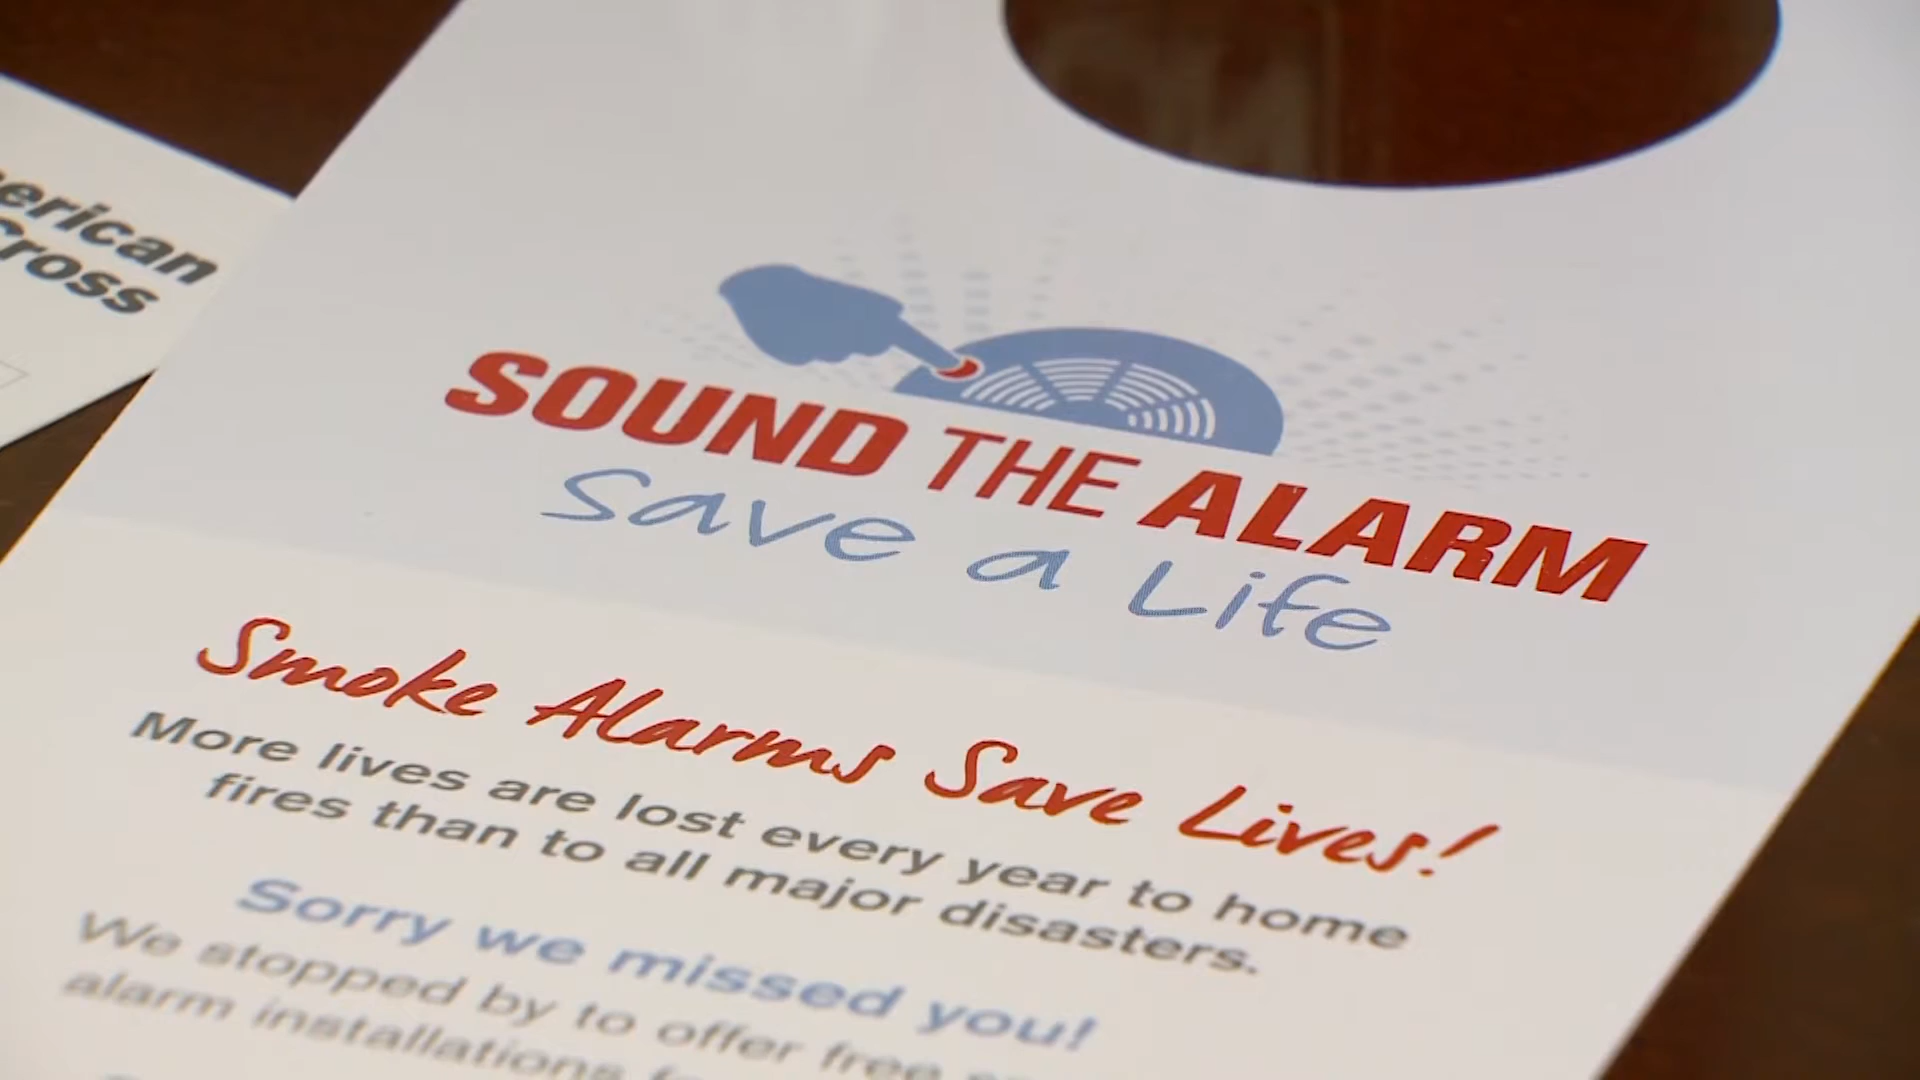 erican
Cross
SOUND THE ALARM
Save a Life
Smoke Alarms Save Lives!
More lives are lost every year to home
fires than to all major disasters.
Sorry we missed you!
We stopped by to offer free
alarm installations